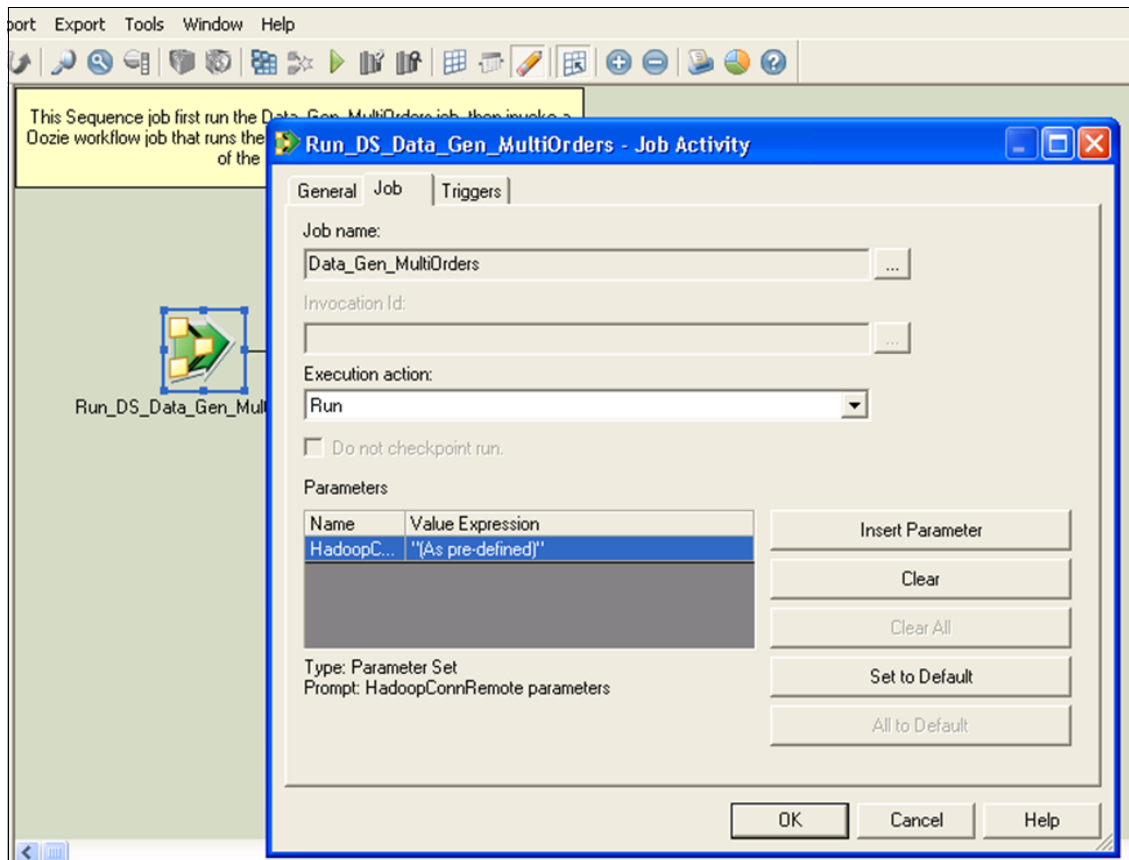 port Export Tools Window Help
This Sequence job first run the Data_Gen_MultiOrders job, then invoke a
Oozie workflow job that runs the
of the
Run_DS_Data_Gen_MultiOrders - Job Activity
General Job Triggers
Job name:
Data_Gen_MultiOrders ...
Invocation Id:
...
Execution action:
Run
Do not checkpoint run.
Parameters
Name Value Expression
HadoopC... "(As pre-defined)"
Insert Parameter
Clear
Clear All
Set to Default
All to Default
Type: Parameter Set
Prompt: HadoopConnRemote parameters
Run_DS_Data_Gen_Mul
OK Cancel Help